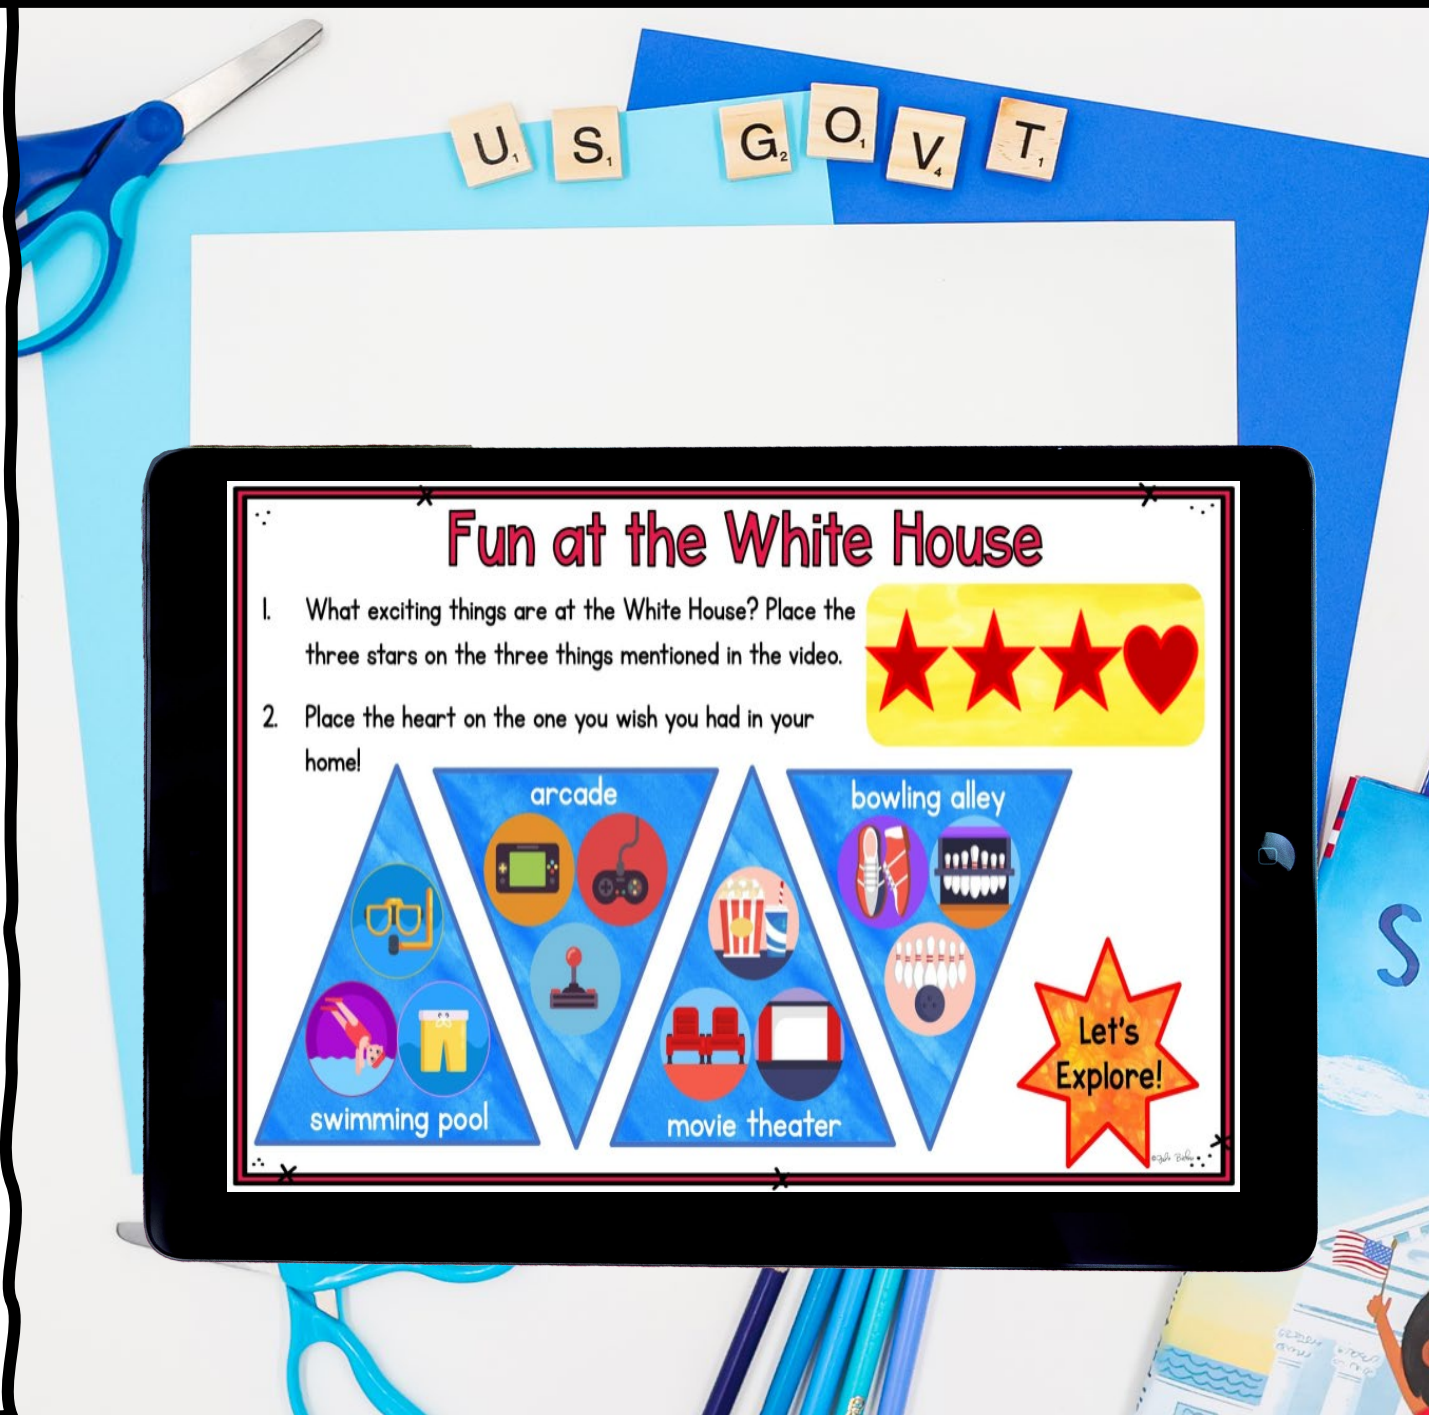 US GOVT
Fun at the White House
1. What exciting things are at the White House? Place the
three stars on the three things mentioned in the video.
2. Place the heart on the one you wish you had in your
home!
arcade
bowling alley
swimming pool
movie theater
Let's
Explore!
S